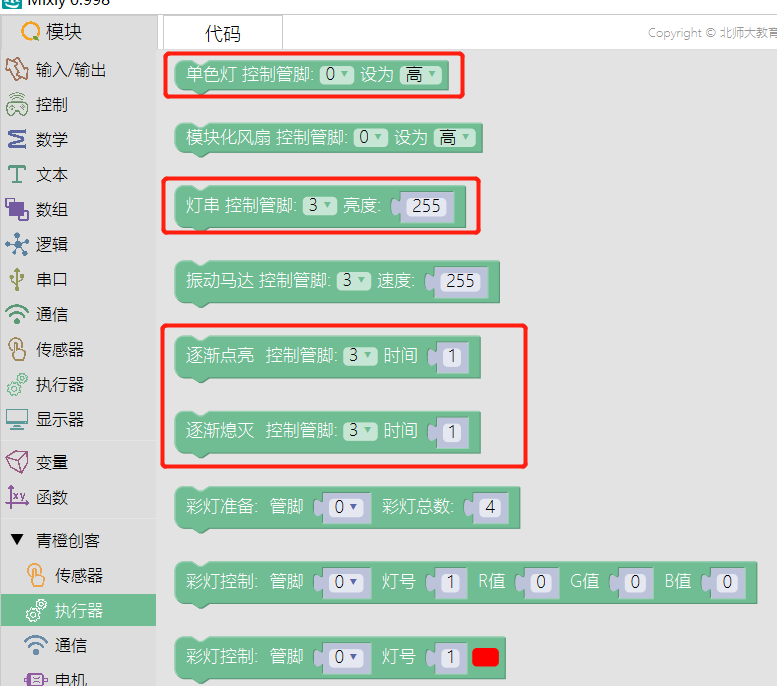 Mixly 0.998
模块
代码
Copyright © 北师大教育
输入/输出
控制
数学
文本
数组
逻辑
串口
通信
传感器
执行器
显示器
变量
函数
青橙创客
传感器
执行器
通信
电机
单色灯 控制管脚: 0 设为 高
模块化风扇 控制管脚: 0 设为 高
灯串 控制管脚: 3 亮度: 255
振动马达 控制管脚: 3 速度: 255
逐渐点亮 控制管脚: 3 时间 1
逐渐熄灭 控制管脚: 3 时间 1
彩灯准备: 管脚 0 彩灯总数: 4
彩灯控制: 管脚 0 灯号 1 R值 0 G值 0 B值 0
彩灯控制: 管脚 0 灯号 1